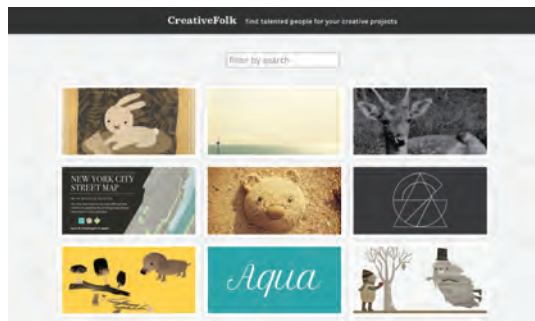 CreativeFolk find talented people for your creative projects
filter by search
NEW YORK CITY
STREET MAP
Aqua